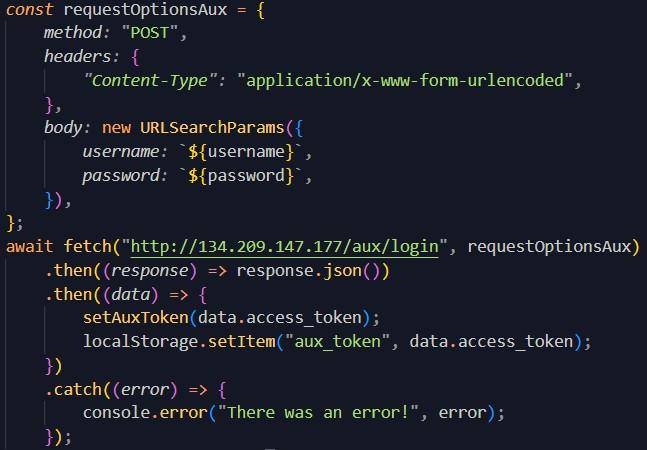 const requestOptionsAux = {
method: "POST",
headers: {
"Content-Type": "application/x-www-form-urlencoded",
},
body: new URLSearchParams({
username: `${username}`,
password: `${password}`,
}),
};
await fetch("http://134.209.147.177/aux/login", requestOptionsAux)
.then((response) => response.json())
.then((data) => {
setAuxToken(data.access_token);
localStorage.setItem("aux_token", data.access_token);
})
.catch((error) => {
console.error("There was an error!", error);
});